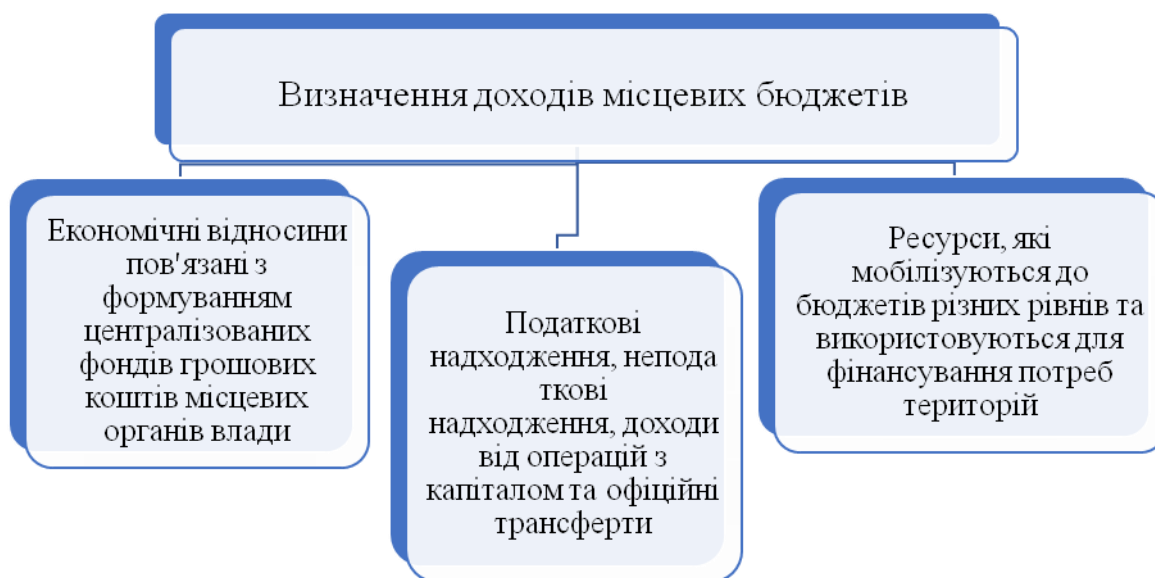 Визначення доходів місцевих бюджетів
Економічні відносини
пов'язані з
формуванням
централізованих
фондів грошових
коштів місцевих
органів влади
Податкові
надходження, непода
ткові
надходження, доходи
від операцій з
капіталом та офіційні
трансферти
Ресурси, які
мобілізуються до
бюджетів різних рівнів та
використовуються для
фінансування потреб
територій